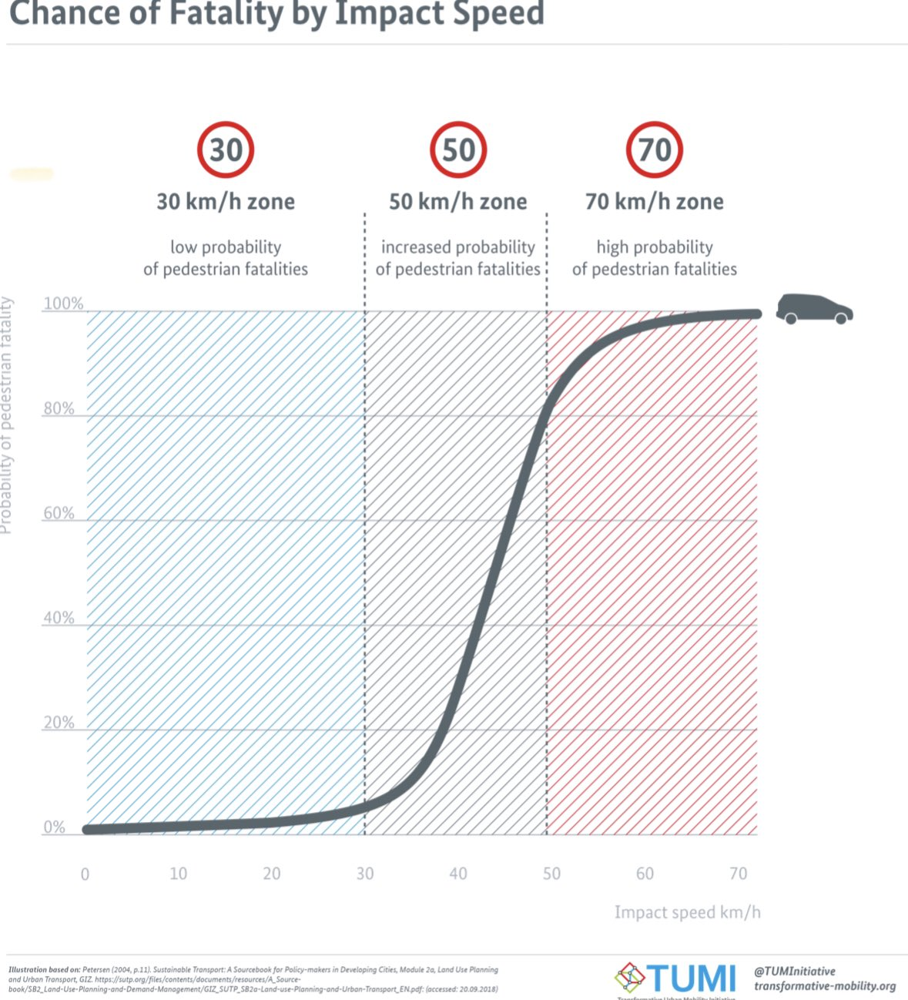 Chance of Fatality by Impact Speed
30
50
70
30 km/h zone
50 km/h zone
70 km/h zone
low probability
of pedestrian fatalities
increased probability
of pedestrian fatalities
high probability
of pedestrian fatalities
Probability of pedestrian fatality
100%
80%
60%
40%
20%
0%
0 10 20 30 40 50 60 70
Impact speed km/h
Illustration based on: Petersen (2004, p.11). Sustainable Transport: A Sourcebook for Policy-makers in Developing Cities, Module 2a, Land Use Planning
and Urban Transport, GIZ. https://sutp.org/files/contents/documents/resources/A_Source-
book/SB2_Land-Use-Planning-and-Demand-Management/GIZ_SUTP_SB2a-Land-use-Planning-and-Urban-Transport_EN.pdf: (accessed: 20.09.2018)
TUMI
Transformative Urban Mobility Initiative
@TUMInitiative
transformative-mobility.org